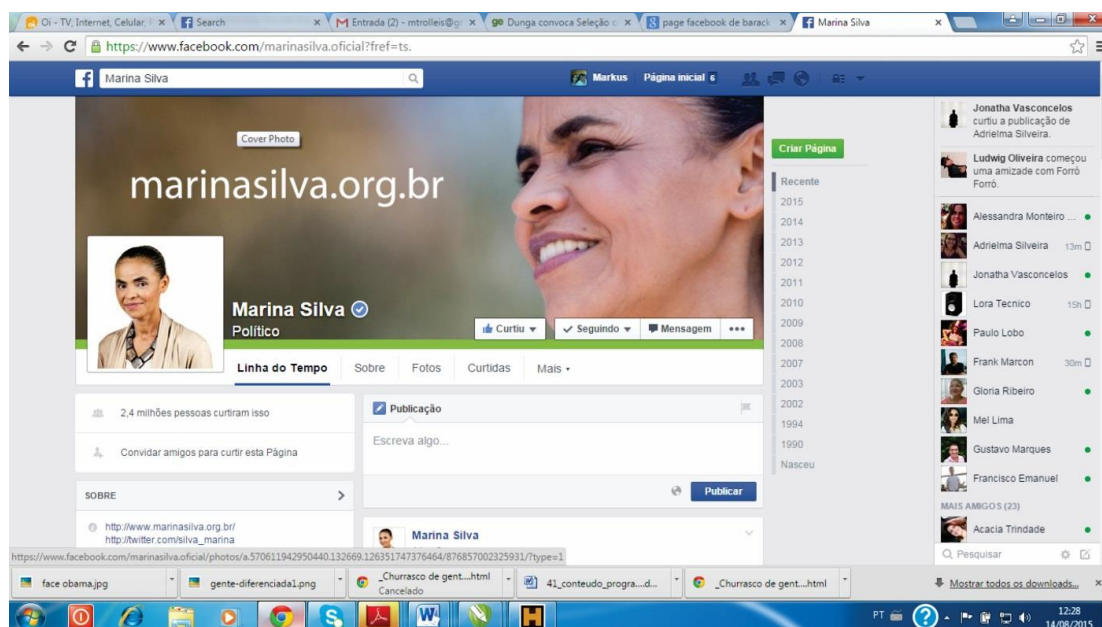 Oi - TV, Internet, Celular,
Search
Entrada (2) - mtrolleis@g
Dunga convoca Seleção
page facebook de barack
Marina Silva
https://www.facebook.com/marinasilva.oficial?fref=ts.
Marina Silva
Markus Página inicial 6
Cover Photo
marinasilva.org.br
Marina Silva
Político
Curtiu
Seguindo
Mensagem
Linha do Tempo Sobre Fotos Curtidas Mais
2,4 milhões pessoas curtiram isso
Convidar amigos para curtir esta Página
SOBRE
http://www.marinasilva.org.br/
http://twitter.com/silva_marina
Publicação
Escreva algo...
Publicar
Marina Silva
Criar Página
Recente
2015
2014
2013
2012
2011
2010
2009
2008
2007
2003
2002
1994
1990
Nasceu
Jonatha Vasconcelos
curtiu a publicação de
Adrielma Silveira.
Ludwig Oliveira começou
uma amizade com Forró
Forró.
Alessandra Monteiro ...
Adrielma Silveira 13m
Jonatha Vasconcelos
Lora Tecnico 15h
Paulo Lobo
Frank Marcon 30m
Gloria Ribeiro
Mel Lima
Gustavo Marques
Francisco Emanuel
MAIS AMIGOS (23)
Acacia Trindade
Pesquisar
https://www.facebook.com/marinasilva.oficial/photos/a.570611942950440.132669.126351747376464/876857002325931/?type=1
face obama.jpg
gente-diferenciada1.png
_Churrasco de gent....html
Cancelado
41_conteudo_progra....d...
_Churrasco de gent....html
Mostrar todos os downloads...
PT
12:28
14/08/2015